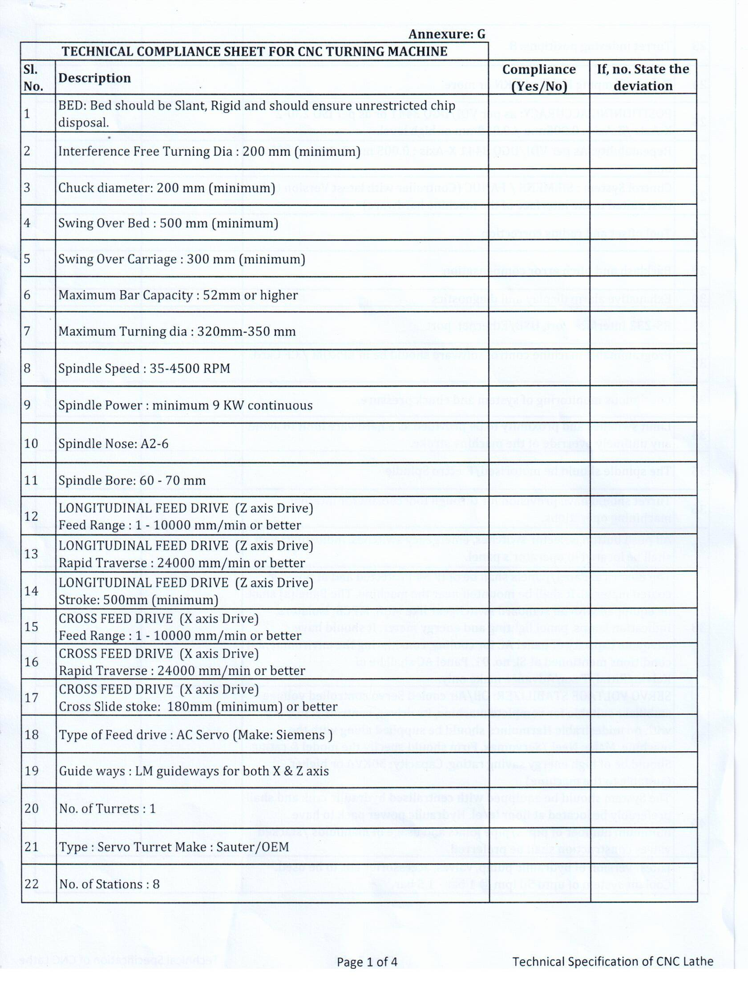 Annexure: G
TECHNICAL COMPLIANCE SHEET FOR CNC TURNING MACHINE
Sl. No. Description Compliance (Yes/No) If, no. State the deviation
1 BED: Bed should be Slant, Rigid and should ensure unrestricted chip
disposal.
2 Interference Free Turning Dia : 200 mm (minimum)
3 Chuck diameter: 200 mm (minimum)
4 Swing Over Bed : 500 mm (minimum)
5 Swing Over Carriage : 300 mm (minimum)
6 Maximum Bar Capacity : 52mm or higher
7 Maximum Turning dia : 320mm-350 mm
8 Spindle Speed : 35-4500 RPM
9 Spindle Power : minimum 9 KW continuous
10 Spindle Nose: A2-6
11 Spindle Bore: 60 - 70 mm
12 LONGITUDINAL FEED DRIVE (Z axis Drive)
Feed Range : 1 - 10000 mm/min or better
13 LONGITUDINAL FEED DRIVE (Z axis Drive)
Rapid Traverse : 24000 mm/min or better
14 LONGITUDINAL FEED DRIVE (Z axis Drive)
Stroke: 500mm (minimum)
15 CROSS FEED DRIVE (X axis Drive)
Feed Range : 1 - 10000 mm/min or better
16 CROSS FEED DRIVE (X axis Drive)
Rapid Traverse : 24000 mm/min or better
17 CROSS FEED DRIVE (X axis Drive)
Cross Slide stoke: 180mm (minimum) or better
18 Type of Feed drive : AC Servo (Make: Siemens )
19 Guide ways : LM guideways for both X & Z axis
20 No. of Turrets : 1
21 Type : Servo Turret Make : Sauter/OEM
22 No. of Stations : 8
Page 1 of 4 Technical Specification of CNC Lathe